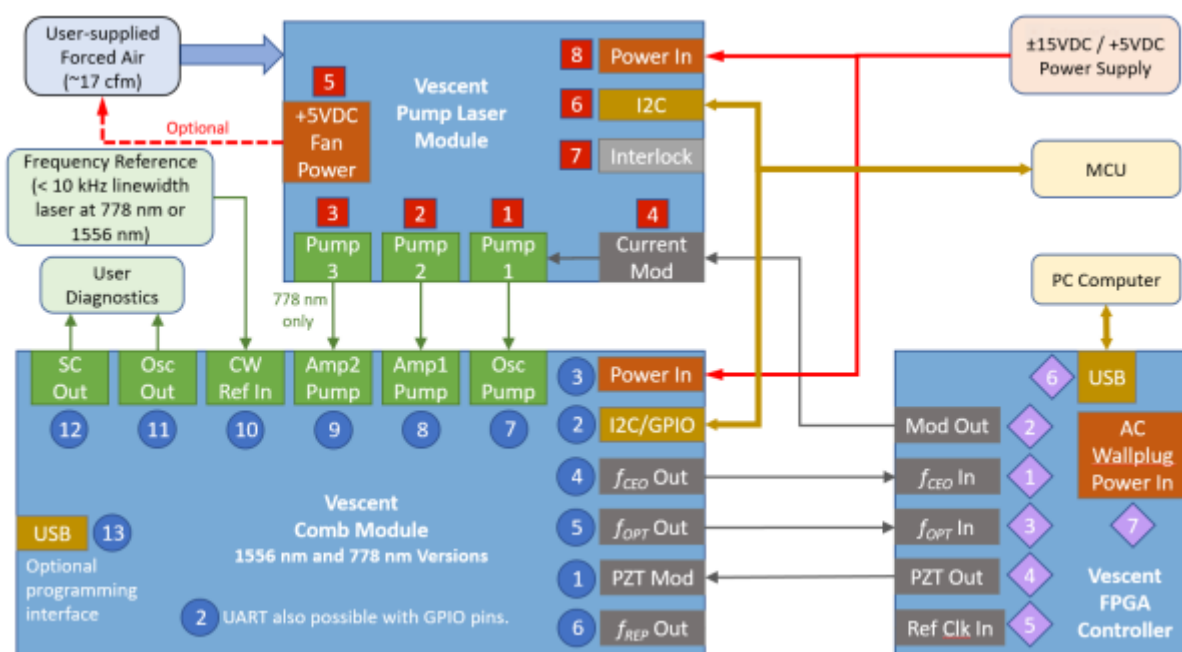 User-supplied
Forced Air
(~17 cfm)
Optional
Frequency Reference
(< 10 kHz linewidth
laser at 778 nm or
1556 nm)
User
Diagnostics
Vescent
Pump Laser
Module
5
+5VDC
Fan
Power
8
Power In
6
I2C
7
Interlock
3
Pump
3
2
Pump
2
1
Pump
1
4
Current
Mod
±15VDC / +5VDC
Power Supply
MCU
PC Computer
778 nm
only
SC
Out
12
Osc
Out
11
CW
Ref In
10
Amp2
Pump
9
Amp1
Pump
8
Osc
Pump
7
3
Power In
2
I2C/GPIO
4
fCEO Out
5
fOPT Out
1
PZT Mod
6
fREP Out
Vescent
Comb Module
1556 nm and 778 nm Versions
USB
13
Optional
programming
interface
2
UART also possible with GPIO pins.
6
USB
Mod Out
2
fCEO In
1
fOPT In
3
PZT Out
4
Ref Clk In
5
AC
Wallplug
Power In
7
Vescent
FPGA
Controller